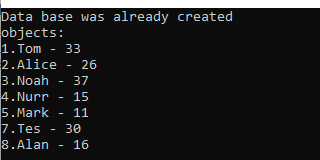 Data base was already created
objects:
1.Tom - 33
2.Alice - 26
3.Noah - 37
4.Nurr - 15
5.Mark - 11
7.Tes - 30
8.Alan - 16